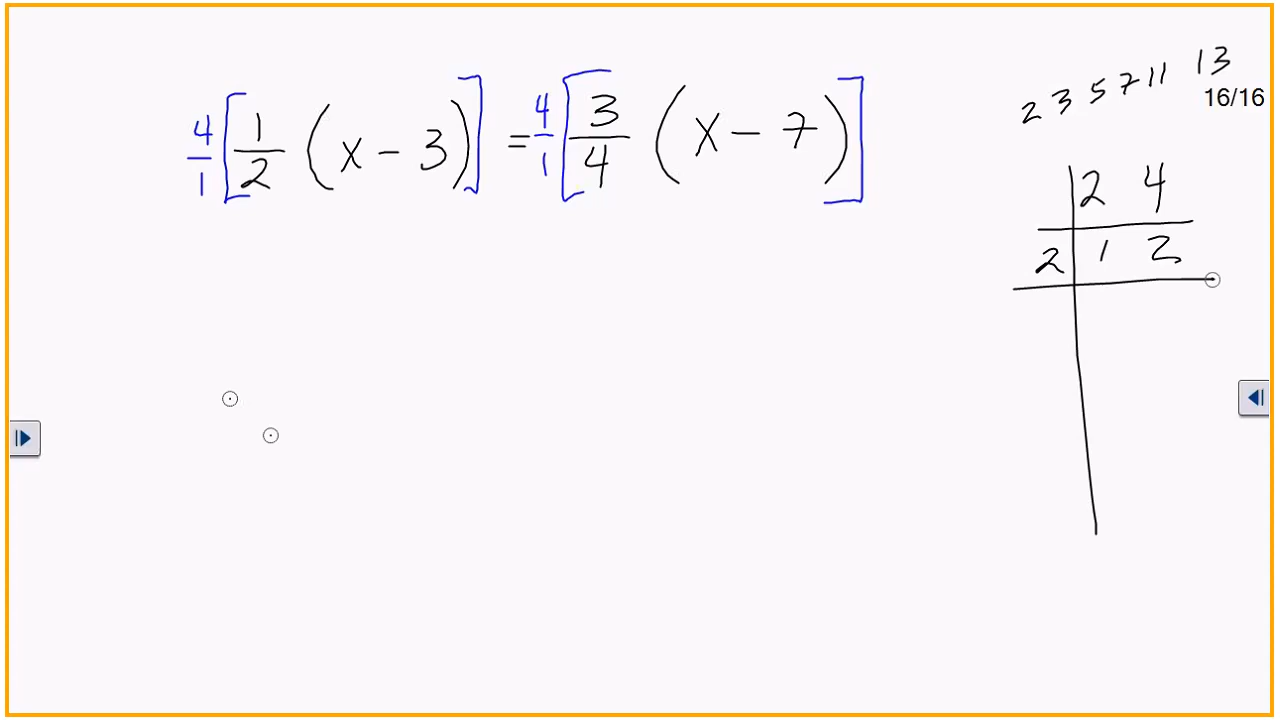 4/1 [1/2 (x - 3)] = 4/1 [3/4 (x - 7)]
2 3 5 7 11 13
16/16
2 4
2 1 2